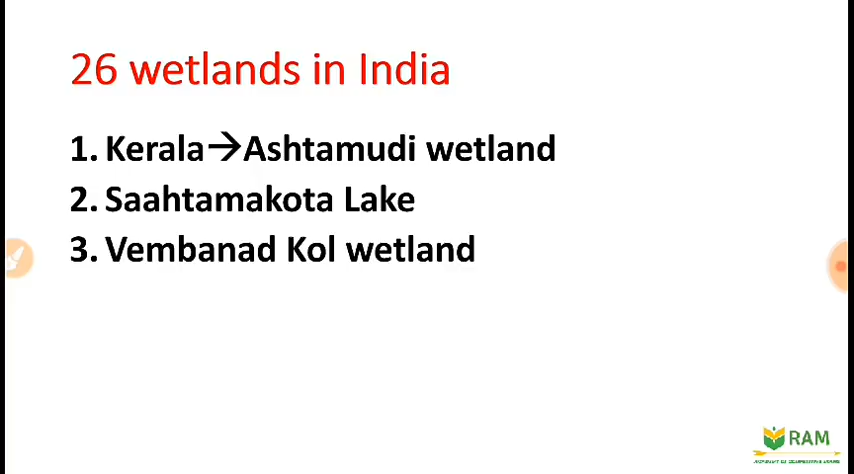 26 wetlands in India
1. Kerala→Ashtamudi wetland
2. Saahtamakota Lake
3. Vembanad Kol wetland
RAM